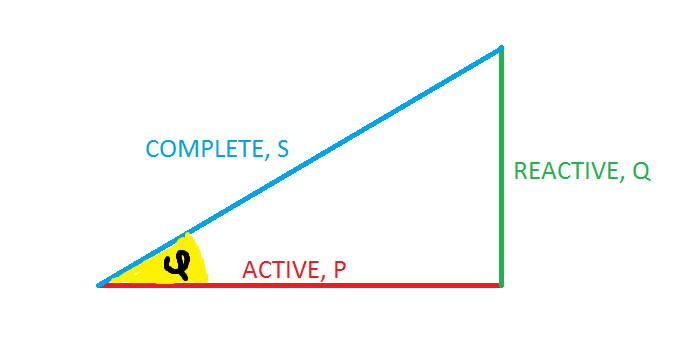 COMPLETE, S
REACTIVE, Q
φ
ACTIVE, P